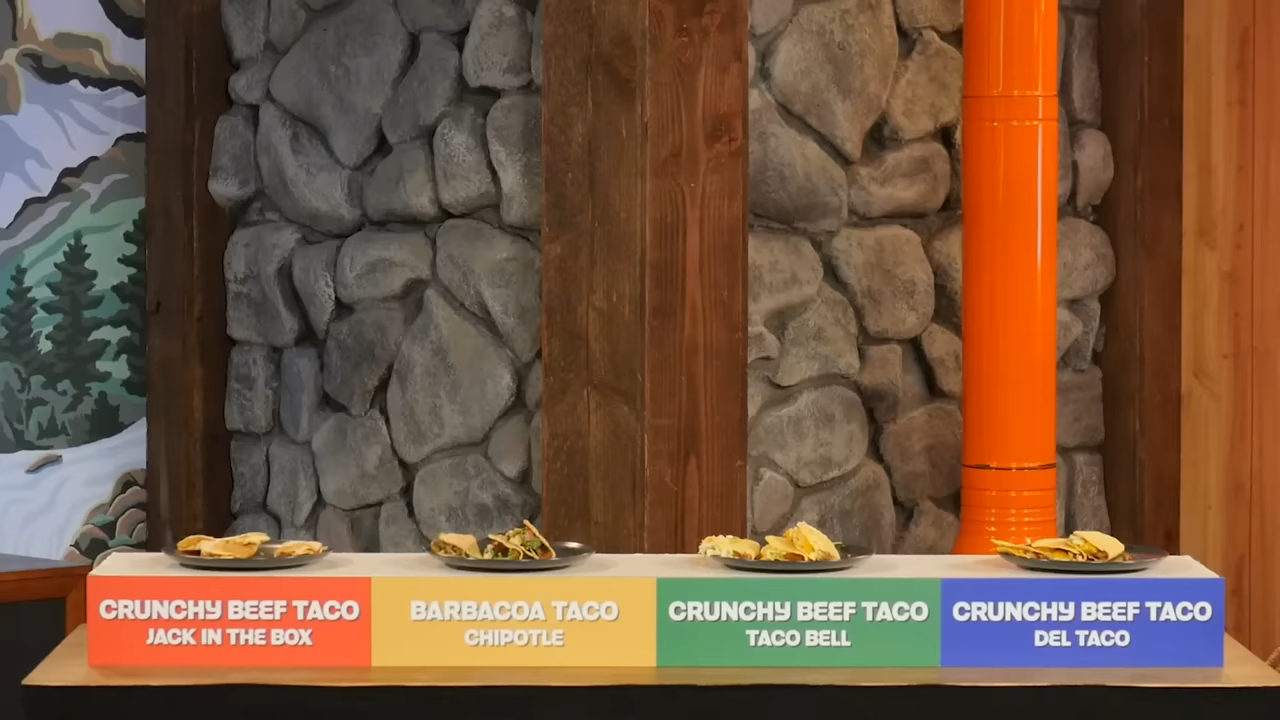 CRUNCHY BEEF TACO
JACK IN THE BOX
BARBACOA TACO
CHIPOTLE
CRUNCHY BEEF TACO
TACO BELL
CRUNCHY BEEF TACO
DEL TACO